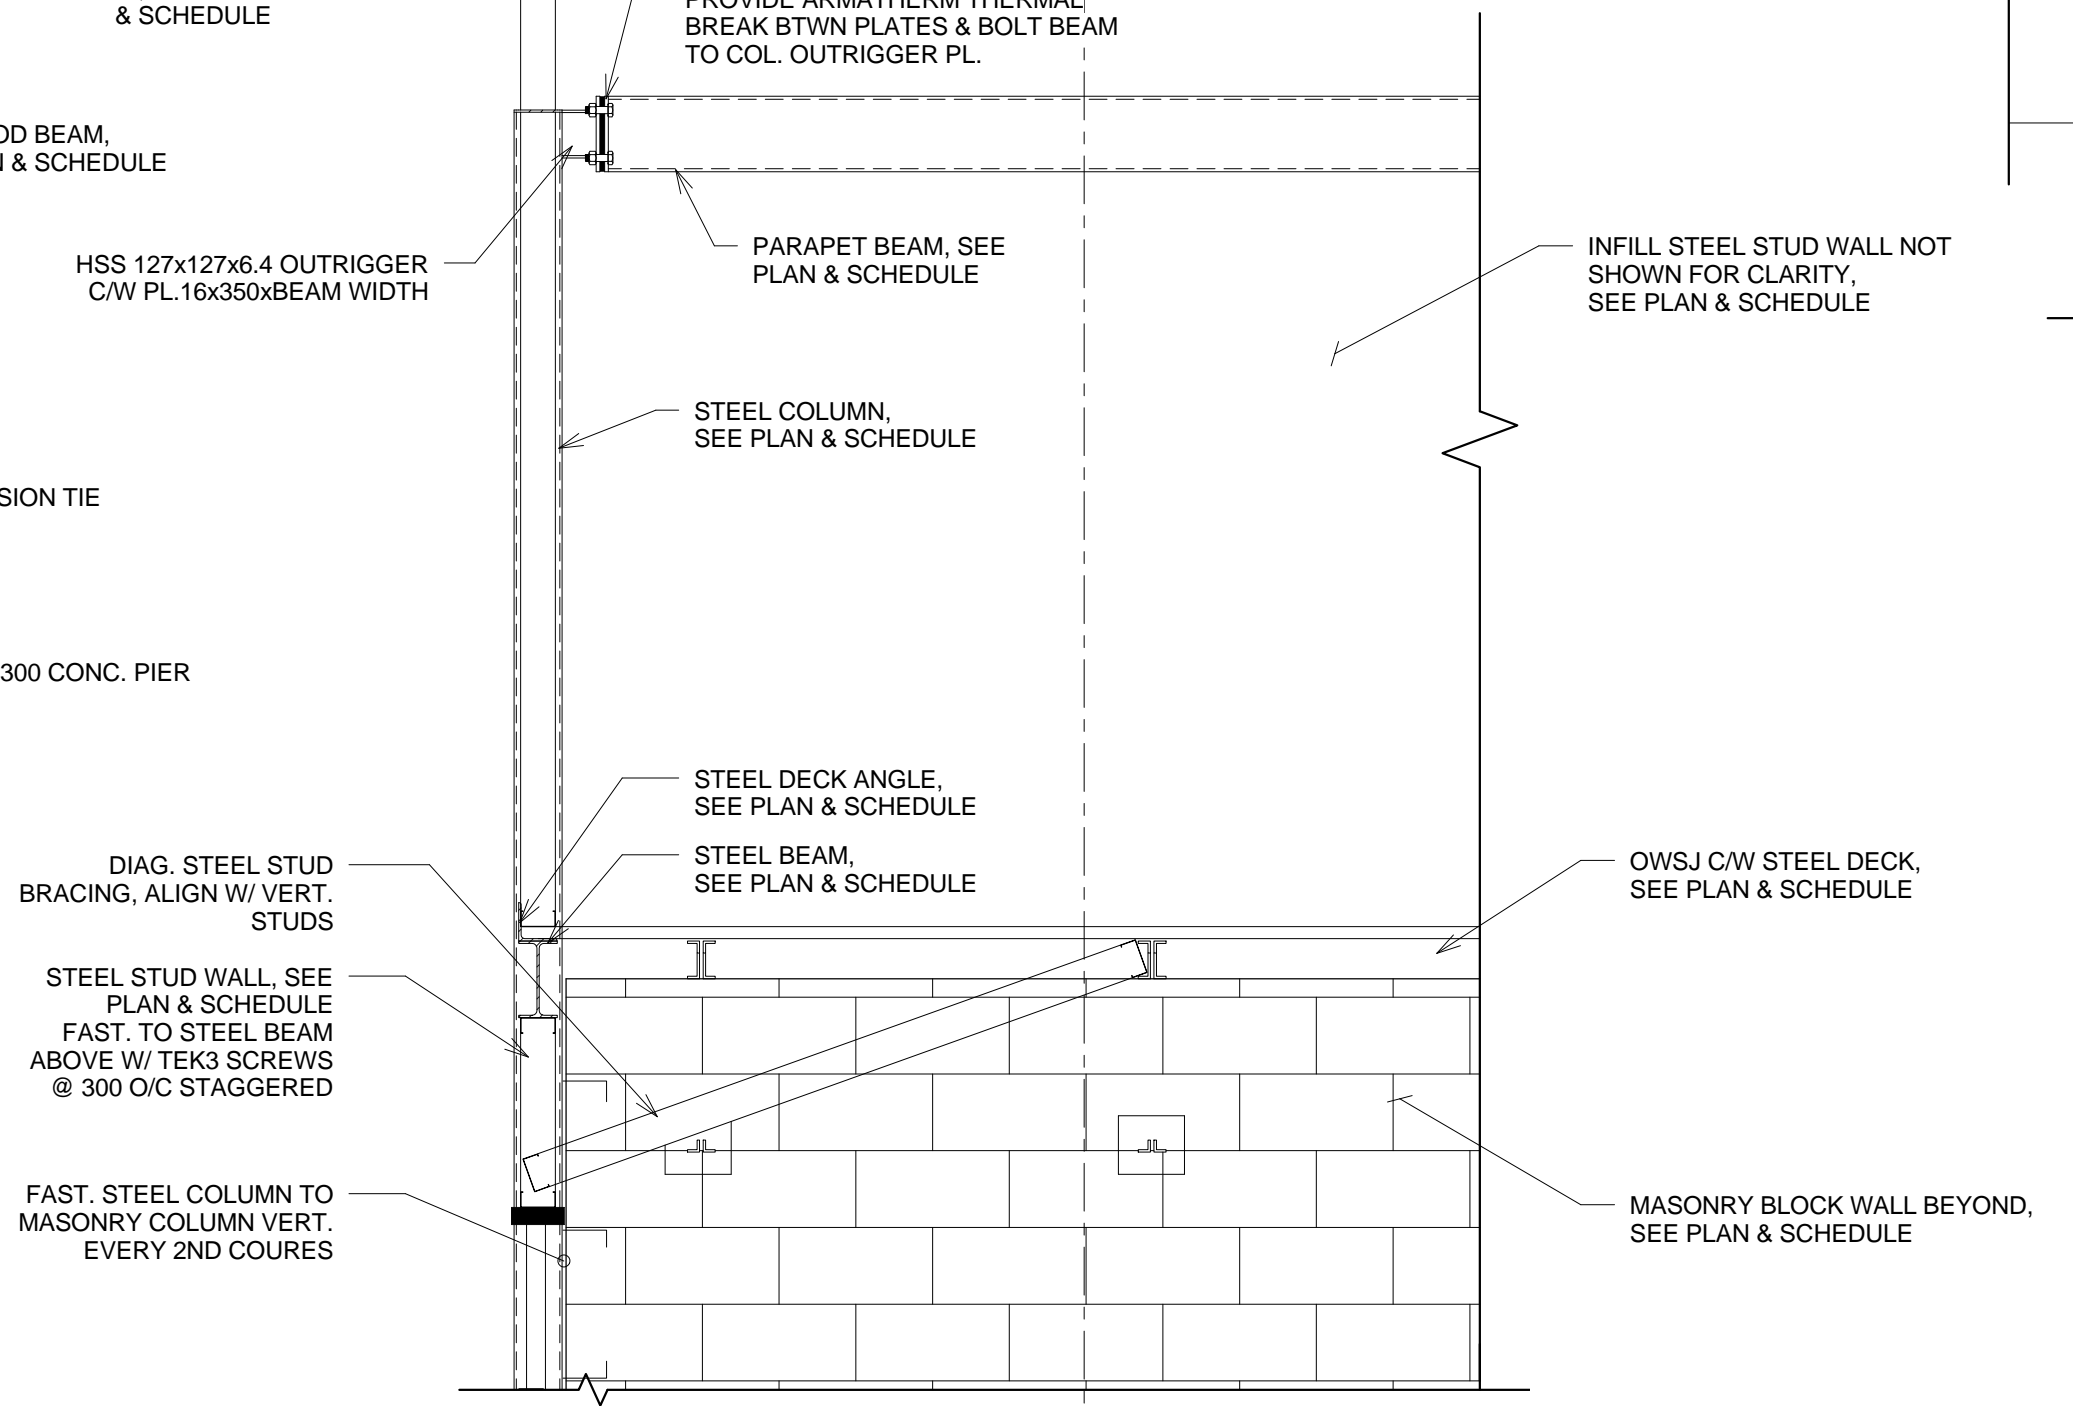 & SCHEDULE
PROVIDE ARMATHERM THERMAL
BREAK BTWN PLATES & BOLT BEAM
TO COL. OUTRIGGER PL.
OD BEAM,
& SCHEDULE
HSS 127x127x6.4 OUTRIGGER
C/W PL.16x350xBEAM WIDTH
PARAPET BEAM, SEE
PLAN & SCHEDULE
INFILL STEEL STUD WALL NOT
SHOWN FOR CLARITY,
SEE PLAN & SCHEDULE
STEEL COLUMN,
SEE PLAN & SCHEDULE
SION TIE
300 CONC. PIER
STEEL DECK ANGLE,
SEE PLAN & SCHEDULE
STEEL BEAM,
SEE PLAN & SCHEDULE
DIAG. STEEL STUD
BRACING, ALIGN W/ VERT.
STUDS
OWSJ C/W STEEL DECK,
SEE PLAN & SCHEDULE
STEEL STUD WALL, SEE
PLAN & SCHEDULE
FAST. TO STEEL BEAM
ABOVE W/ TEK3 SCREWS
@ 300 O/C STAGGERED
FAST. STEEL COLUMN TO
MASONRY COLUMN VERT.
EVERY 2ND COURES
MASONRY BLOCK WALL BEYOND,
SEE PLAN & SCHEDULE